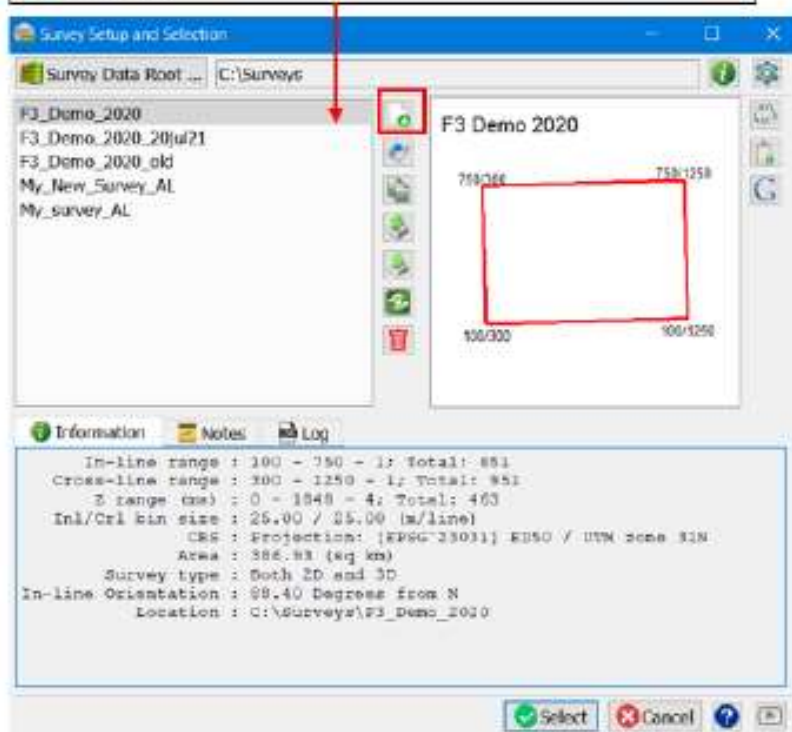 Survey Setup and Selection
Survey Data Root ... C:\Surveys
F3_Demo_2020
F3_Demo_2020_20jul21
F3_Demo_2020_old
My_New_Survey_AL
My_survey_AL
F3 Demo 2020
750/300
750/1250
100/300
100/1250
Information Notes Log
In-line range : 100 - 750 - 1; Total: 651
Cross-line range : 300 - 1250 - 1; Total: 951
Z range (ms) : 0 - 1848 - 4; Total: 463
Inl/Crl bin size : 25.00 / 25.00 (m/line)
CRS : Projection: [EPSG 23031] ED50 / UTM zone 31N
Area : 386.93 (sq km)
Survey type : Both 2D and 3D
In-line Orientation : 88.40 Degrees from N
Location : C:\Surveys\F3_Demo_2020
Select Cancel